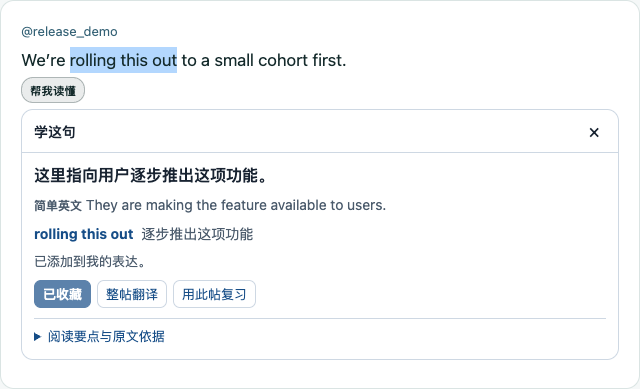 @release_demo
We’re rolling this out to a small cohort first.
帮我读懂
学这句
×
这里指向用户逐步推出这项功能。
简单英文 They are making the feature available to users.
rolling this out 逐步推出这项功能
已添加到我的表达。
已收藏 整帖翻译 用此帖复习
▶ 阅读要点与原文依据